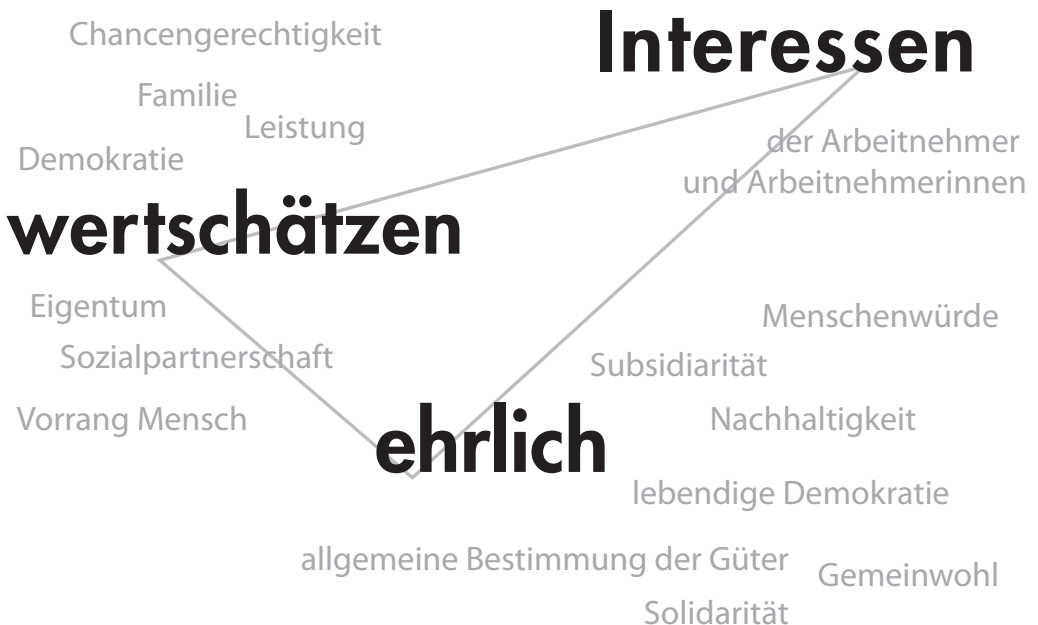 Chancengerechtigkeit
Interessen
Familie
Leistung
Demokratie
der Arbeitnehmer
und Arbeitnehmerinnen
wertschätzen
Eigentum
Menschenwürde
Sozialpartnerschaft
Subsidiarität
Vorrang Mensch
Nachhaltigkeit
ehrlich
lebendige Demokratie
allgemeine Bestimmung der Güter
Gemeinwohl
Solidarität